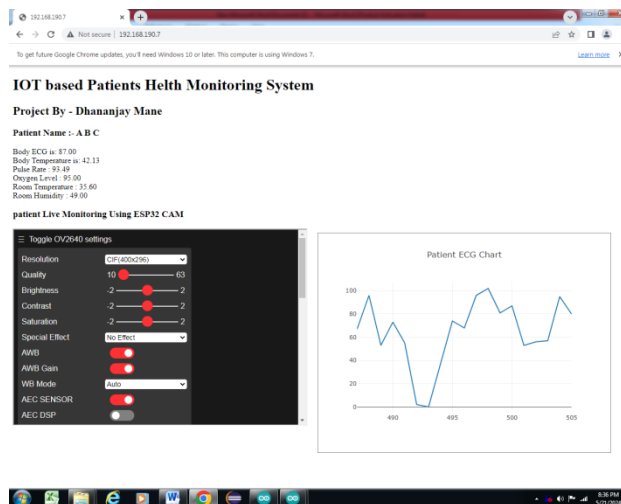 192.168.190.7
Not secure | 192.168.190.7
To get future Google Chrome updates, you'll need Windows 10 or later. This computer is using Windows 7.
Learn more
IOT based Patients Helth Monitoring System
Project By - Dhananjay Mane
Patient Name :- A B C
Body ECG is: 87.00
Body Temperature is: 42.13
Pulse Rate : 93.49
Oxygen Level : 95.00
Room Temperature : 35.60
Room Humidity : 49.00
patient Live Monitoring Using ESP32 CAM
Toggle OV2640 settings
Resolution CIF(400x296)
Quality 10 63
Brightness -2 2
Contrast -2 2
Saturation -2 2
Special Effect No Effect
AWB
AWB Gain
WB Mode Auto
AEC SENSOR
AEC DSP
Patient ECG Chart
100
80
60
40
20
0
490 495 500 505
8:36 PM